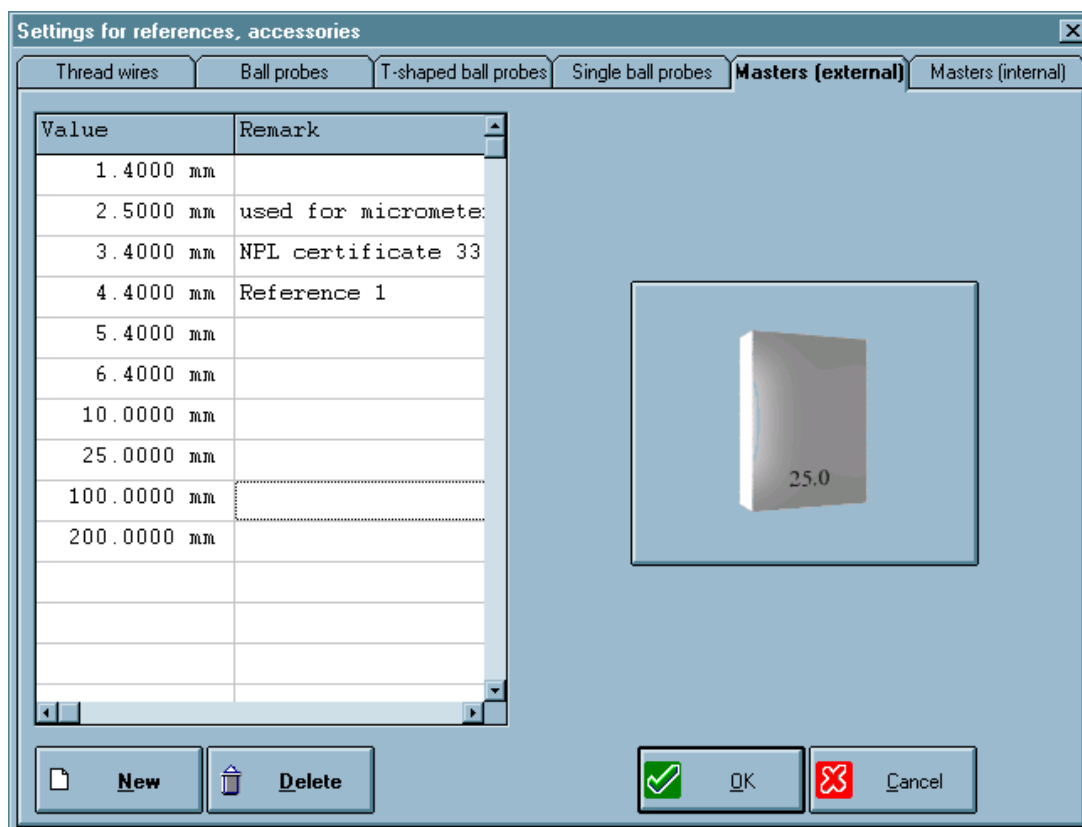 Settings for references, accessories
Thread wires Ball probes T-shaped ball probes Single ball probes Masters (external) Masters (internal)
Value Remark
1.4000 mm
2.5000 mm used for
3.4000 mm NPL certificate 33
4.4000 mm Reference 1
5.4000 mm
6.4000 mm
10.0000 mm
25.0000 mm
100.0000 mm
200.0000 mm
25.0
New Delete OK Cancel